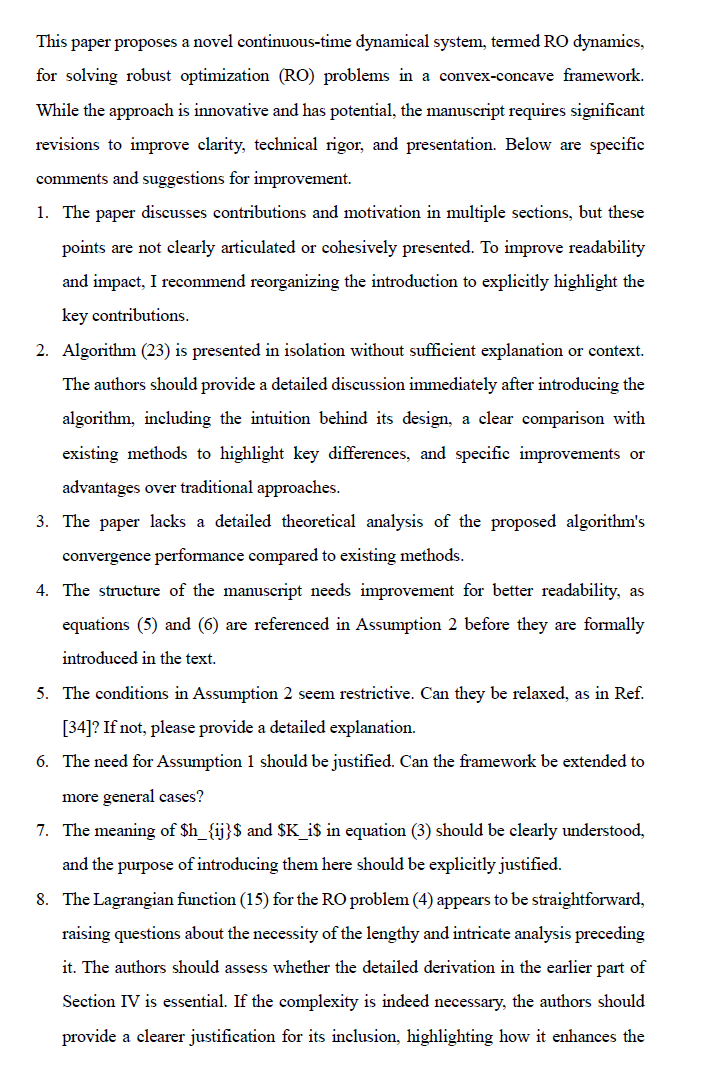 This paper proposes a novel continuous-time dynamical system, termed RO dynamics,
for solving robust optimization (RO) problems in a convex-concave framework.
While the approach is innovative and has potential, the manuscript requires significant
revisions to improve clarity, technical rigor, and presentation. Below are specific
comments and suggestions for improvement.
1. The paper discusses contributions and motivation in multiple sections, but these
points are not clearly articulated or cohesively presented. To improve readability
and impact, I recommend reorganizing the introduction to explicitly highlight the
key contributions.
2. Algorithm (23) is presented in isolation without sufficient explanation or context.
The authors should provide a detailed discussion immediately after introducing the
algorithm, including the intuition behind its design, a clear comparison with
existing methods to highlight key differences, and specific improvements or
advantages over traditional approaches.
3. The paper lacks a detailed theoretical analysis of the proposed algorithm's
convergence performance compared to existing methods.
4. The structure of the manuscript needs improvement for better readability, as
equations (5) and (6) are referenced in Assumption 2 before they are formally
introduced in the text.
5. The conditions in Assumption 2 seem restrictive. Can they be relaxed, as in Ref.
[34]? If not, please provide a detailed explanation.
6. The need for Assumption 1 should be justified. Can the framework be extended to
more general cases?
7. The meaning of $h_{ij}$ and $K_i$ in equation (3) should be clearly understood,
and the purpose of introducing them here should be explicitly justified.
8. The Lagrangian function (15) for the RO problem (4) appears to be straightforward,
raising questions about the necessity of the lengthy and intricate analysis preceding
it. The authors should assess whether the detailed derivation in the earlier part of
Section IV is essential. If the complexity is indeed necessary, the authors should
provide a clearer justification for its inclusion, highlighting how it enhances the